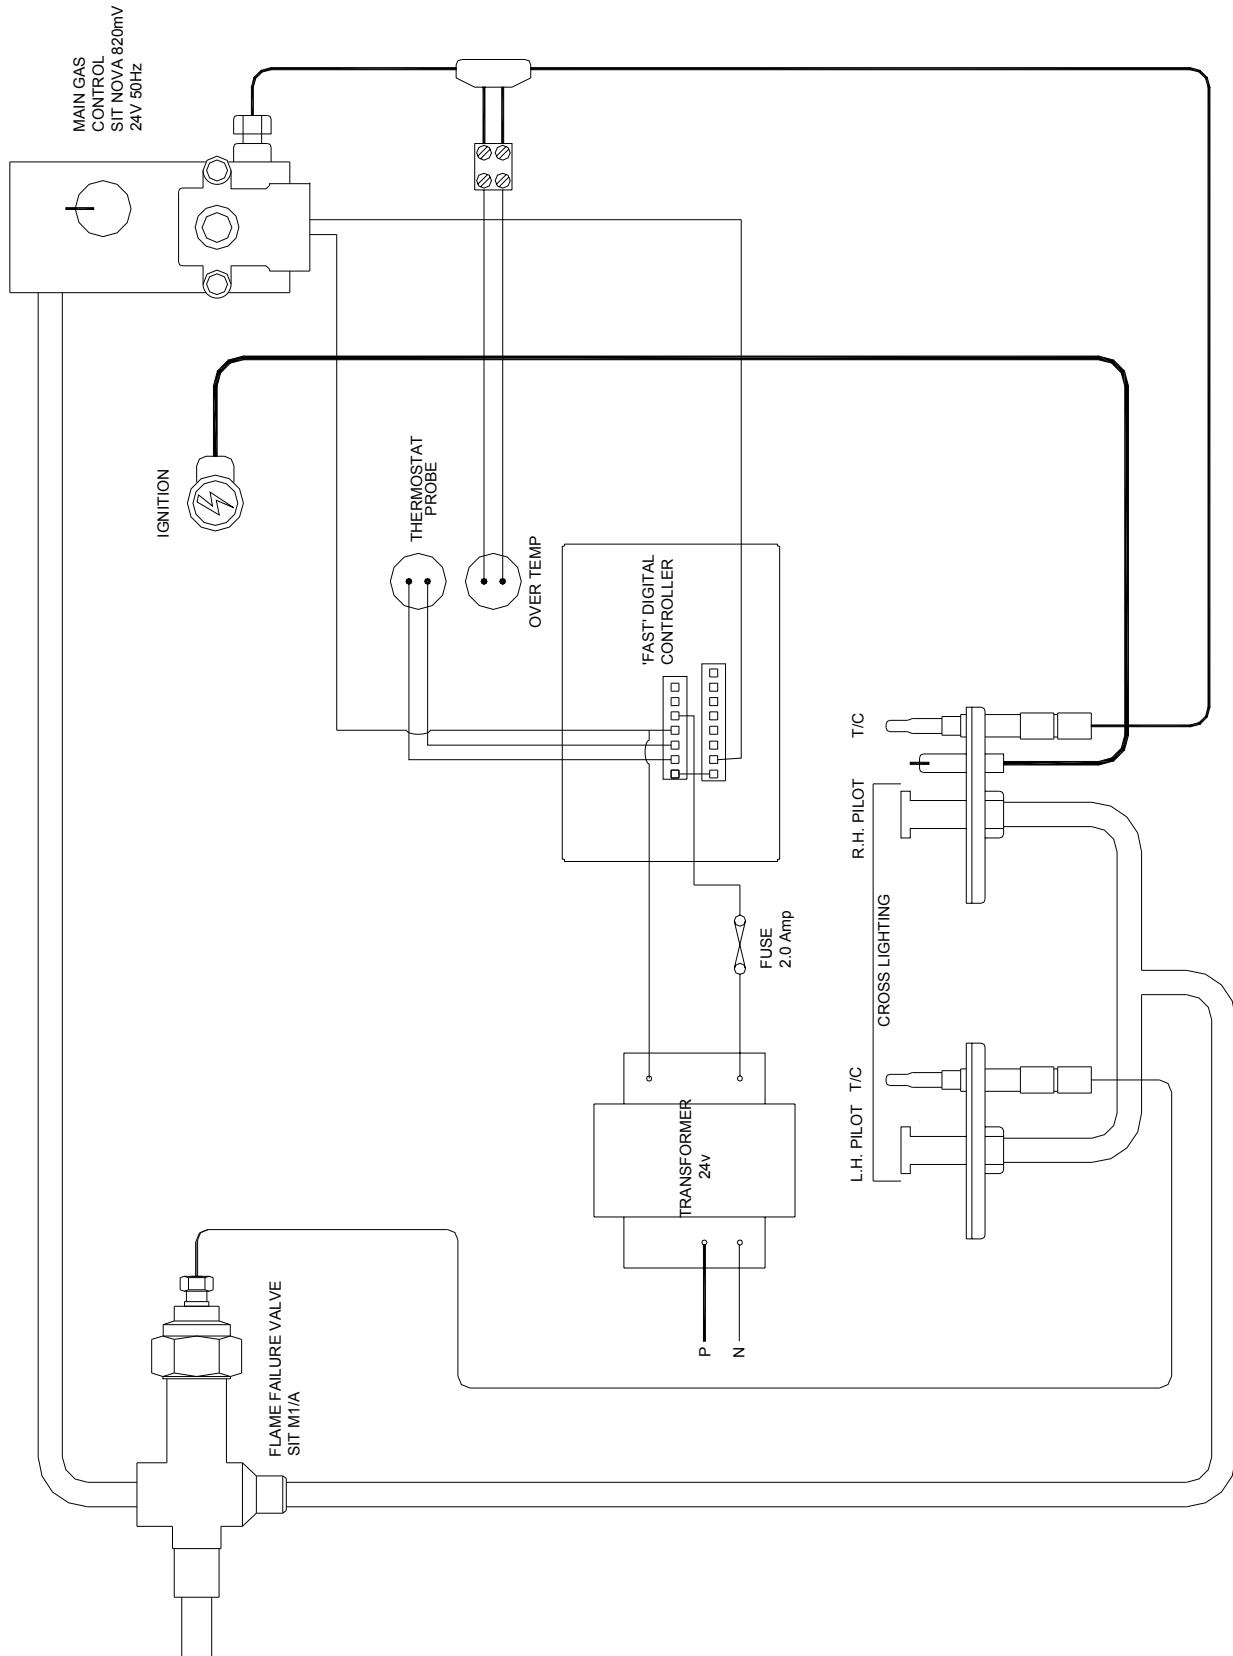 MAIN GAS
CONTROL
SIT NOVA 820mV
24V 50Hz
IGNITION
THERMOSTAT
PROBE
OVER TEMP
'FAST' DIGITAL
CONTROLLER
T/C
R.H. PILOT
CROSS LIGHTING
FUSE
2.0 Amp
T/C
L.H. PILOT
TRANSFORMER
24v
P
N
FLAME FAILURE VALVE
SIT M1/A